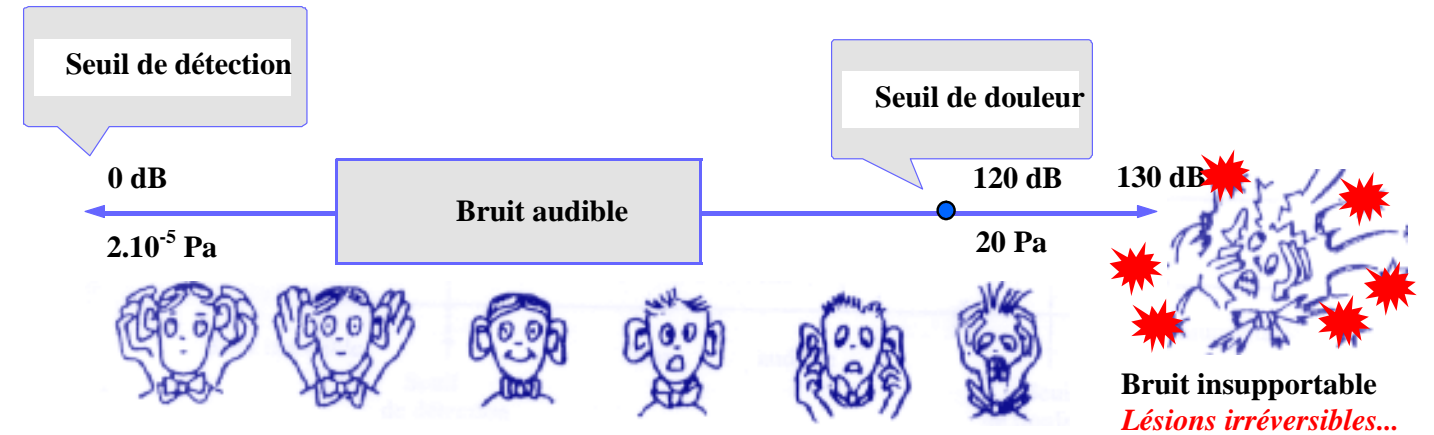 Seuil de détection
Seuil de douleur
0 dB
120 dB
130 dB
Bruit audible
2.10⁻⁵ Pa
20 Pa
Bruit insupportable
Lésions irréversibles...